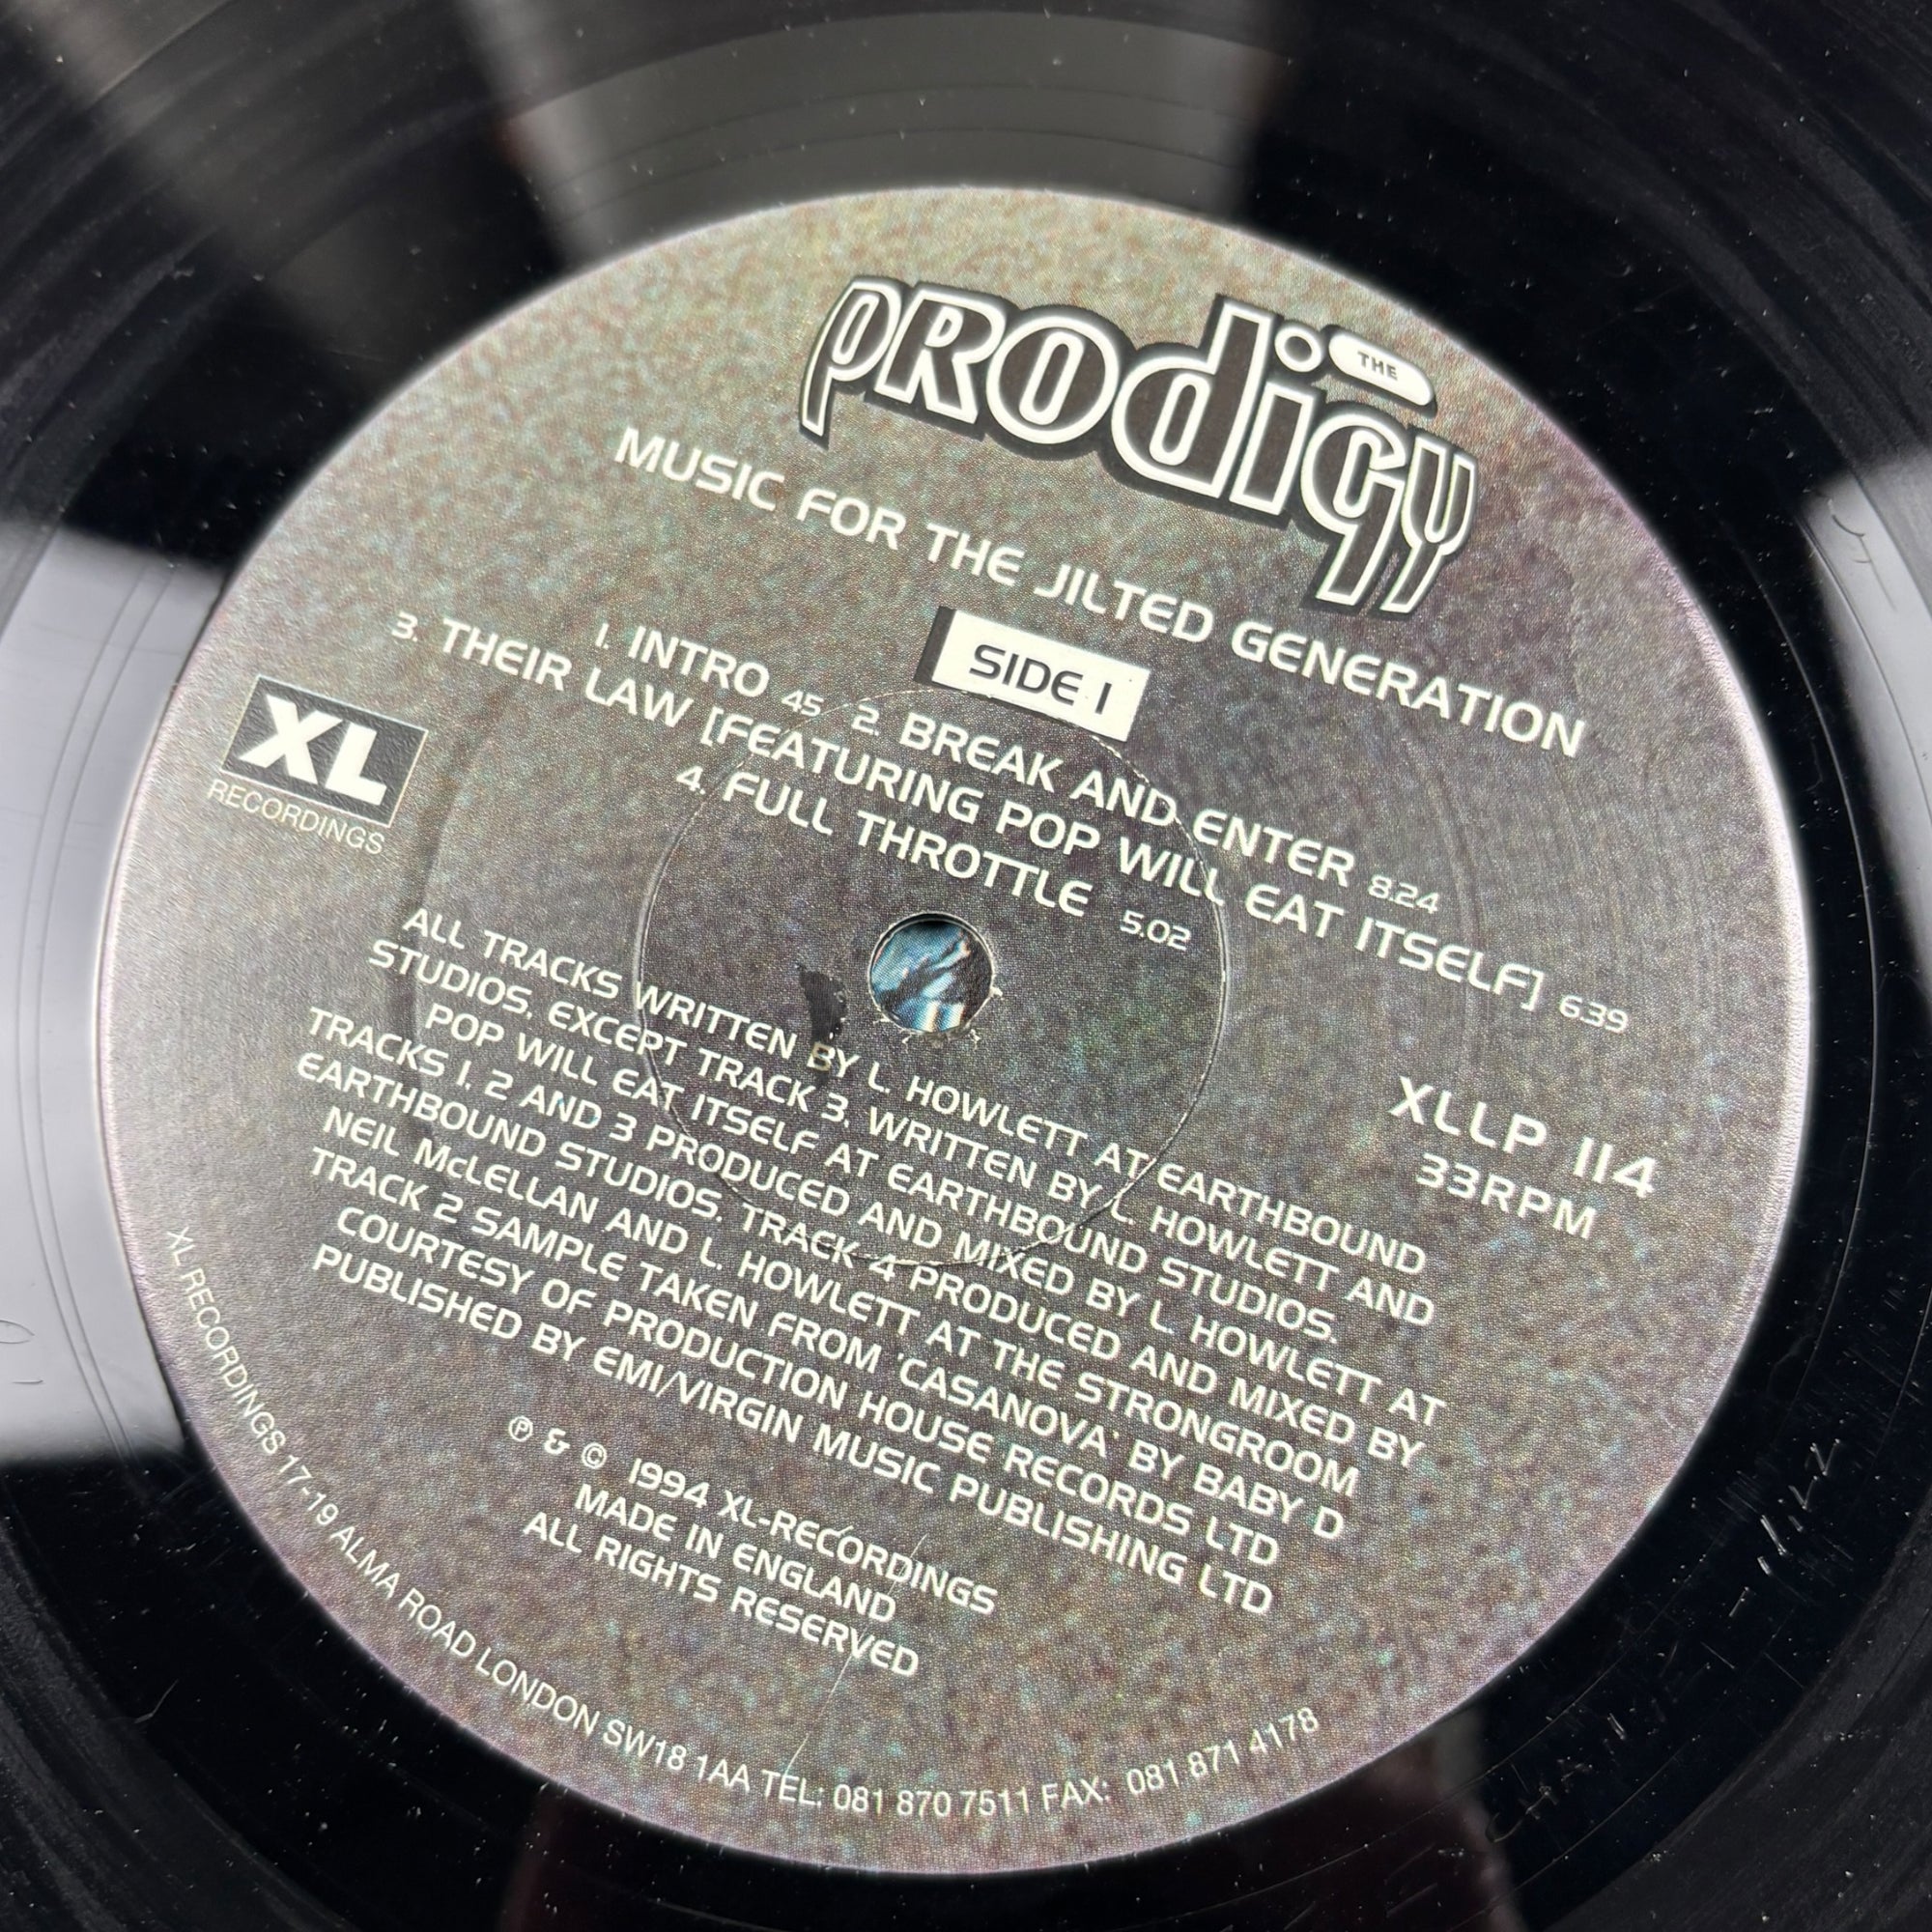 THE
PRODIGY
MUSIC FOR THE JILTED GENERATION
SIDE 1
1. INTRO 45 2. BREAK AND ENTER 8.24
3. THEIR LAW [FEATURING POP WILL EAT ITSELF] 6.39
4. FULL THROTTLE 5.02
XL
RECORDINGS
XLLP 114
33RPM
ALL TRACKS WRITTEN BY L. HOWLETT AT EARTHBOUND
STUDIOS, EXCEPT TRACK 3, WRITTEN BY L. HOWLETT AND
POP WILL EAT ITSELF AT EARTHBOUND STUDIOS.
TRACKS 1, 2 AND 3 PRODUCED AND MIXED BY L. HOWLETT AT
EARTHBOUND STUDIOS. TRACK 4 PRODUCED AND MIXED BY
NEIL McLELLAN AND L. HOWLETT AT THE STRONGROOM
TRACK 2 SAMPLE TAKEN FROM 'CASANOVA' BY BABY D
COURTESY OF PRODUCTION HOUSE RECORDS LTD
PUBLISHED BY EMI/VIRGIN MUSIC PUBLISHING LTD
℗ & © 1994 XL-RECORDINGS
MADE IN ENGLAND
ALL RIGHTS RESERVED
XL RECORDINGS 17-19 ALMA ROAD LONDON SW18 1AA TEL: 081 870 7511 FAX: 081 871 4178